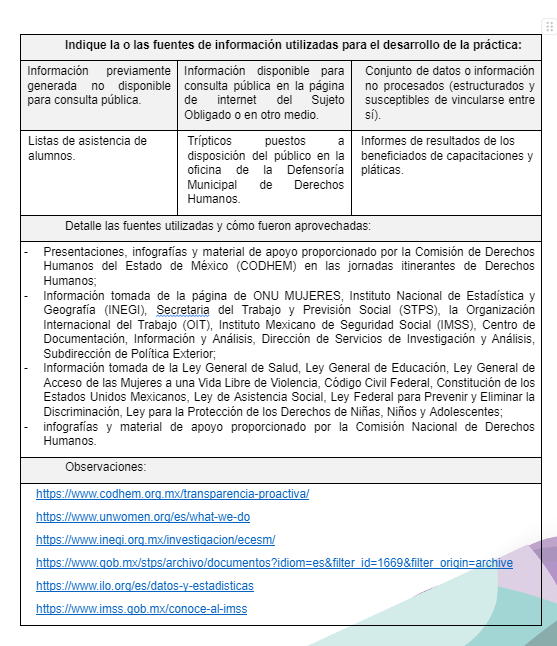 Indique la o las fuentes de información utilizadas para el desarrollo de la práctica:
Información previamente
generada no disponible
para consulta pública.
Información disponible para
consulta pública en la página
de internet del Sujeto
Obligado o en otro medio.
Conjunto de datos o información
no procesados (estructurados y
susceptibles de vincularse entre
sí).
Listas de asistencia de
alumnos.
Trípticos puestos a
disposición del público en la
oficina de la Defensoría
Municipal de Derechos
Humanos.
Informes de resultados de los
beneficiados de capacitaciones y
pláticas.
Detalle las fuentes utilizadas y cómo fueron aprovechadas:
- Presentaciones, infografías y material de apoyo proporcionado por la Comisión de Derechos
Humanos del Estado de México (CODHEM) en las jornadas itinerantes de Derechos
Humanos;
- Información tomada de la página de ONU MUJERES, Instituto Nacional de Estadística y
Geografía (INEGI), Secretaria del Trabajo y Previsión Social (STPS), la Organización
Internacional del Trabajo (OIT), Instituto Mexicano de Seguridad Social (IMSS), Centro de
Documentación, Información y Análisis, Dirección de Servicios de Investigación y Análisis,
Subdirección de Política Exterior;
- Información tomada de la Ley General de Salud, Ley General de Educación, Ley General de
Acceso de las Mujeres a una Vida Libre de Violencia, Código Civil Federal, Constitución de los
Estados Unidos Mexicanos, Ley de Asistencia Social, Ley Federal para Prevenir y Eliminar la
Discriminación, Ley para la Protección de los Derechos de Niñas, Niños y Adolescentes;
- infografías y material de apoyo proporcionado por la Comisión Nacional de Derechos
Humanos.
Observaciones:
https://www.codhem.org.mx/transparencia-proactiva/
https://www.unwomen.org/es/what-we-do
https://www.inegi.org.mx/investigacion/ecesm/
https://www.gob.mx/stps/archivo/documentos?idiom=es&filter_id=1669&filter_origin=archive
https://www.ilo.org/es/datos-y-estadisticas
https://www.imss.gob.mx/conoce-al-imss